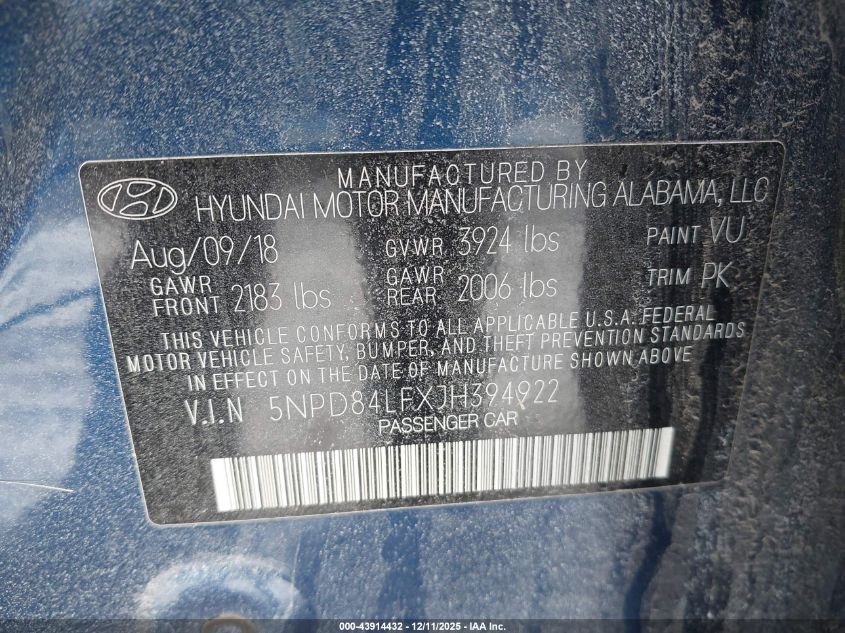 MANUFACTURED BY
HYUNDAI MOTOR MANUFACTURING ALABAMA, LLC
Aug/09/18 GVWR 3924 lbs PAINT VU
GAWR FRONT 2183 lbs GAWR REAR 2006 lbs TRIM PK
THIS VEHICLE CONFORMS TO ALL APPLICABLE U.S.A. FEDERAL
MOTOR VEHICLE SAFETY, BUMPER, AND THEFT PREVENTION STANDARDS
IN EFFECT ON THE DATE OF MANUFACTURE SHOWN ABOVE
V.I.N 5NPD84LFXJH394922
PASSENGER CAR
000-43914432 - 12/11/2025 - IAA Inc.